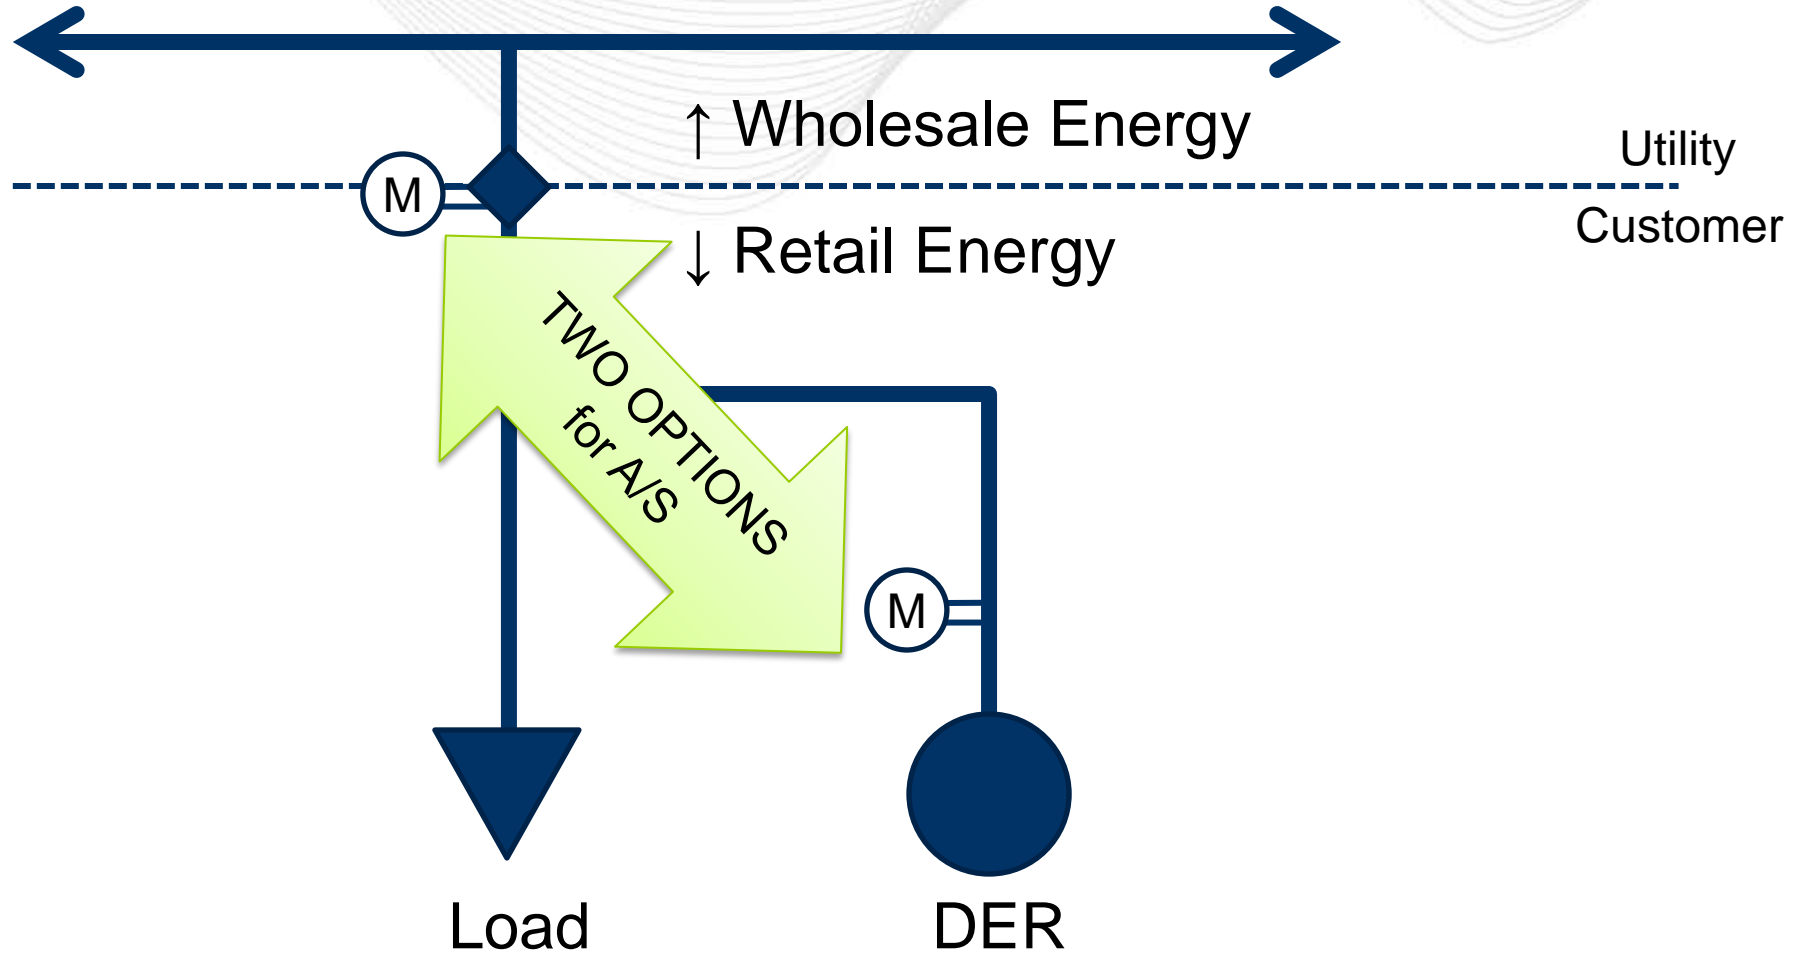 ↑ Wholesale Energy
Utility
M
Customer
↓ Retail Energy
TWO OPTIONS
for A/S
M
Load
DER